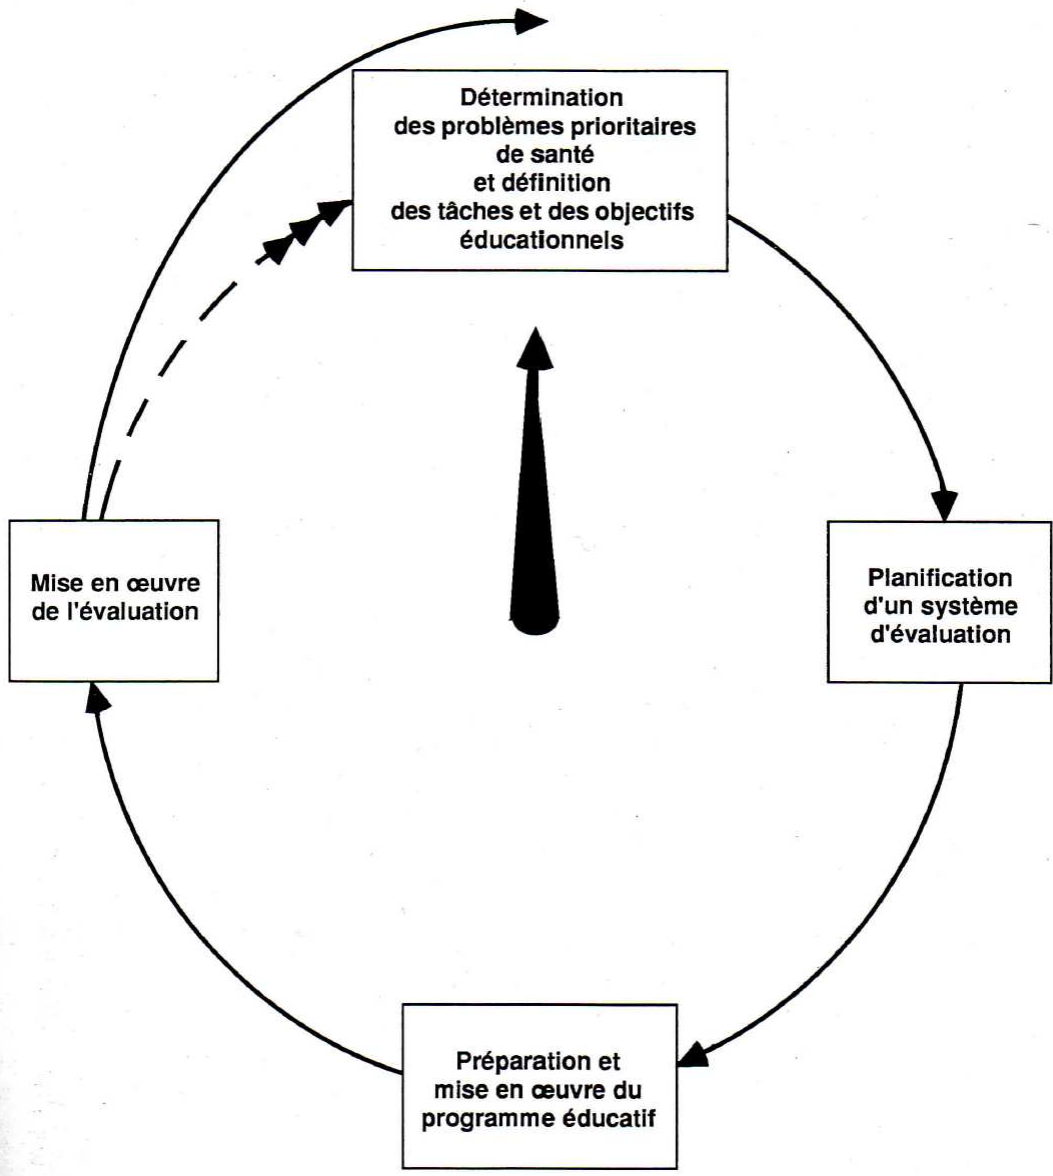 Détermination
des problèmes prioritaires
de santé
et définition
des tâches et des objectifs
éducationnels
Planification
d'un système
d'évaluation
Préparation et
mise en œuvre du
programme éducatif
Mise en œuvre
de l'évaluation